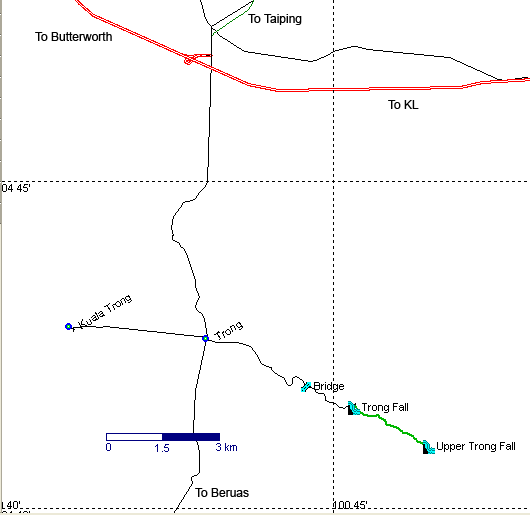 To Taiping
To Butterworth
To KL
04 45'
Kuala Trong
Trong
Bridge
Trong Fall
Upper Trong Fall
0 1.5 3 km
To Beruas
40'
100 45'